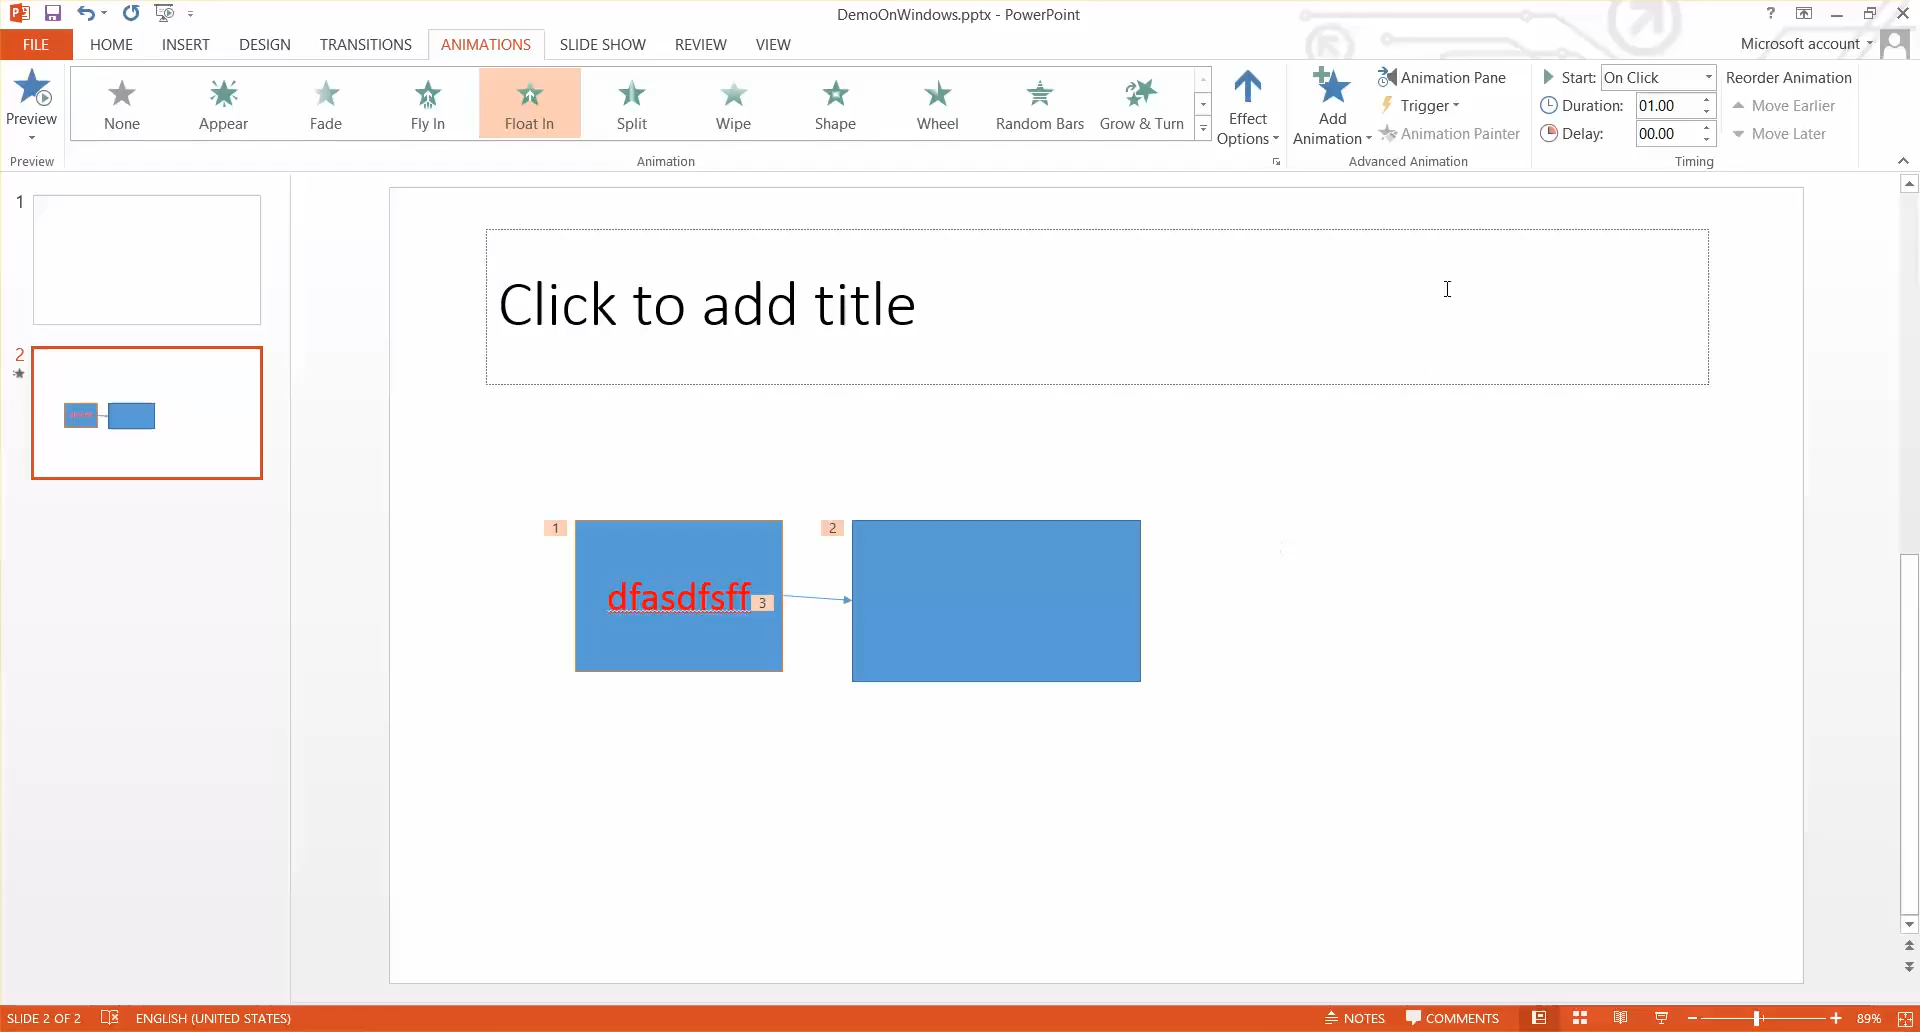 DemoOnWindows.pptx - PowerPoint
?
FILE HOME INSERT DESIGN TRANSITIONS ANIMATIONS SLIDE SHOW REVIEW VIEW Microsoft account
Preview
None Appear Fade Fly In Float In Split Wipe Shape Wheel Random Bars Grow & Turn
Effect
Options
Add
Animation
Animation Pane
Trigger
Animation Painter
Start: On Click
Duration: 01.00
Delay: 00.00
Reorder Animation
Move Earlier
Move Later
Preview Animation Advanced Animation Timing
1
2
Click to add title
1 2
dfasdfsff 3
SLIDE 2 OF 2 ENGLISH (UNITED STATES) NOTES COMMENTS 89%